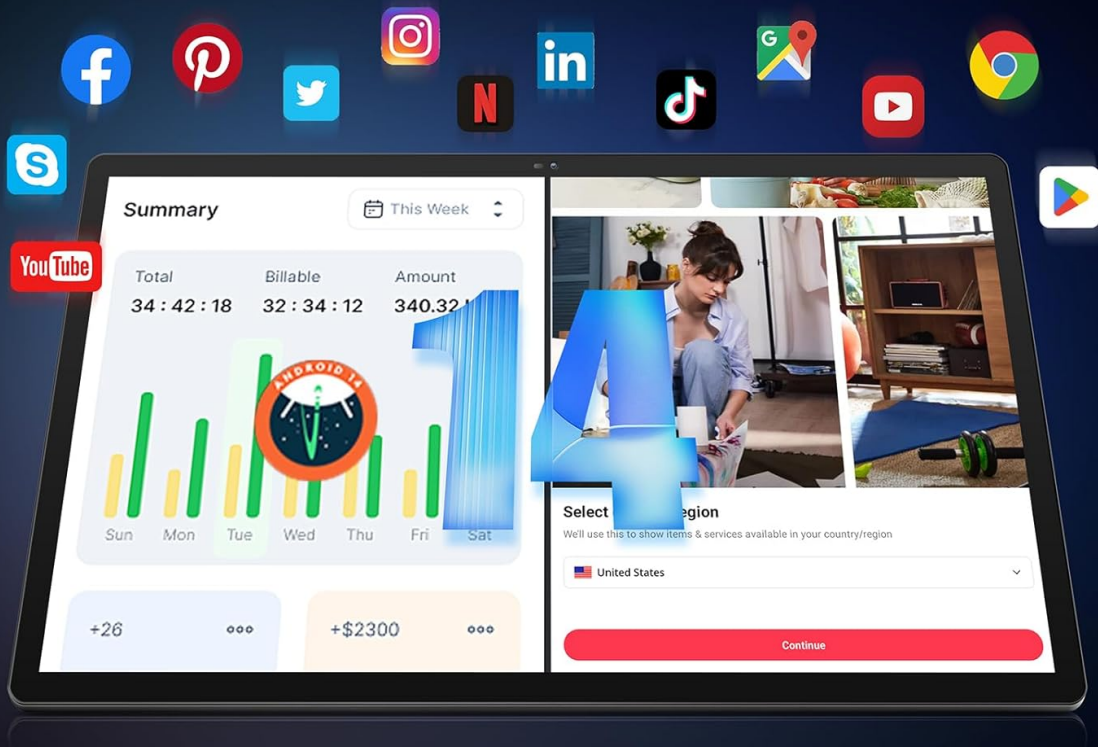 in
G
N
S
YouTube
Summary
This Week
Total
Billable
Amount
34:42:18
32:34:12
340.32
ANDROID 14
14
Sun
Mon
Tue
Wed
Thu
Fri
Sat
+26
+$2300
Select
egion
We'll use this to show items & services available in your country/region
United States
Continue